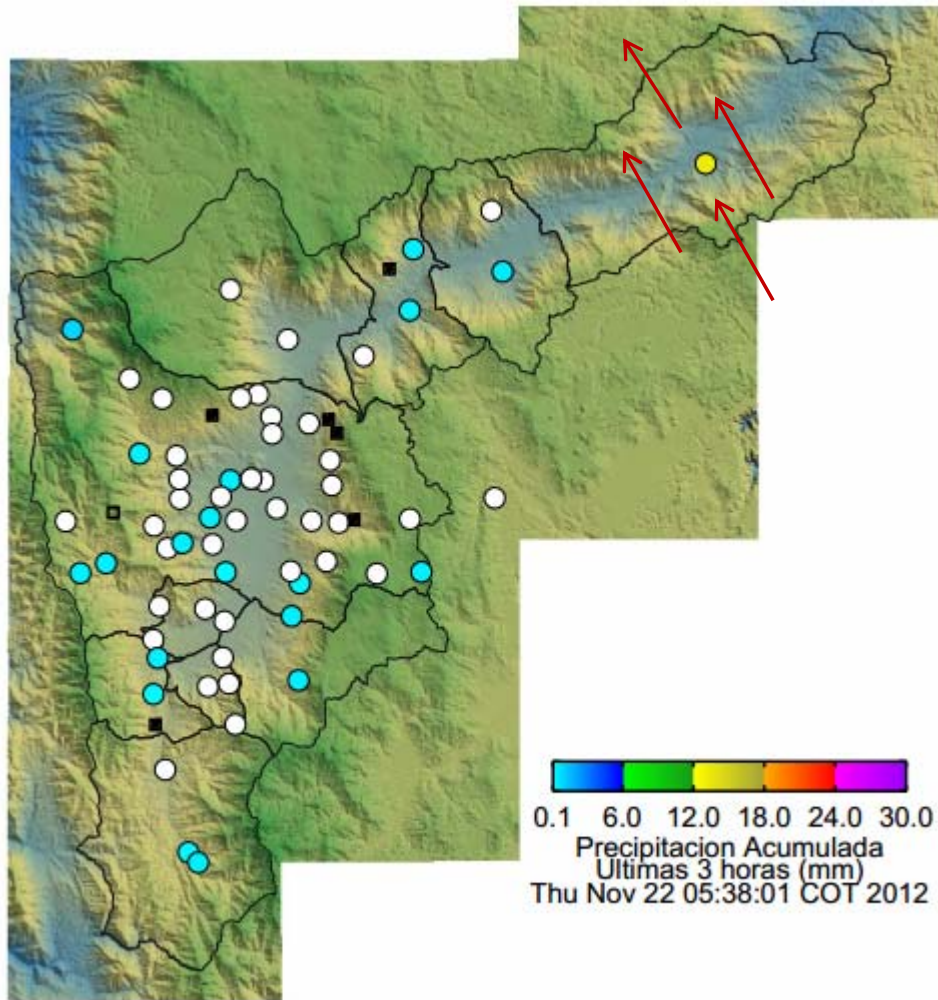 0.1 6.0 12.0 18.0 24.0 30.0
Precipitacion Acumulada
Ultimas 3 horas (mm)
Thu Nov 22 05:38:01 COT 2012